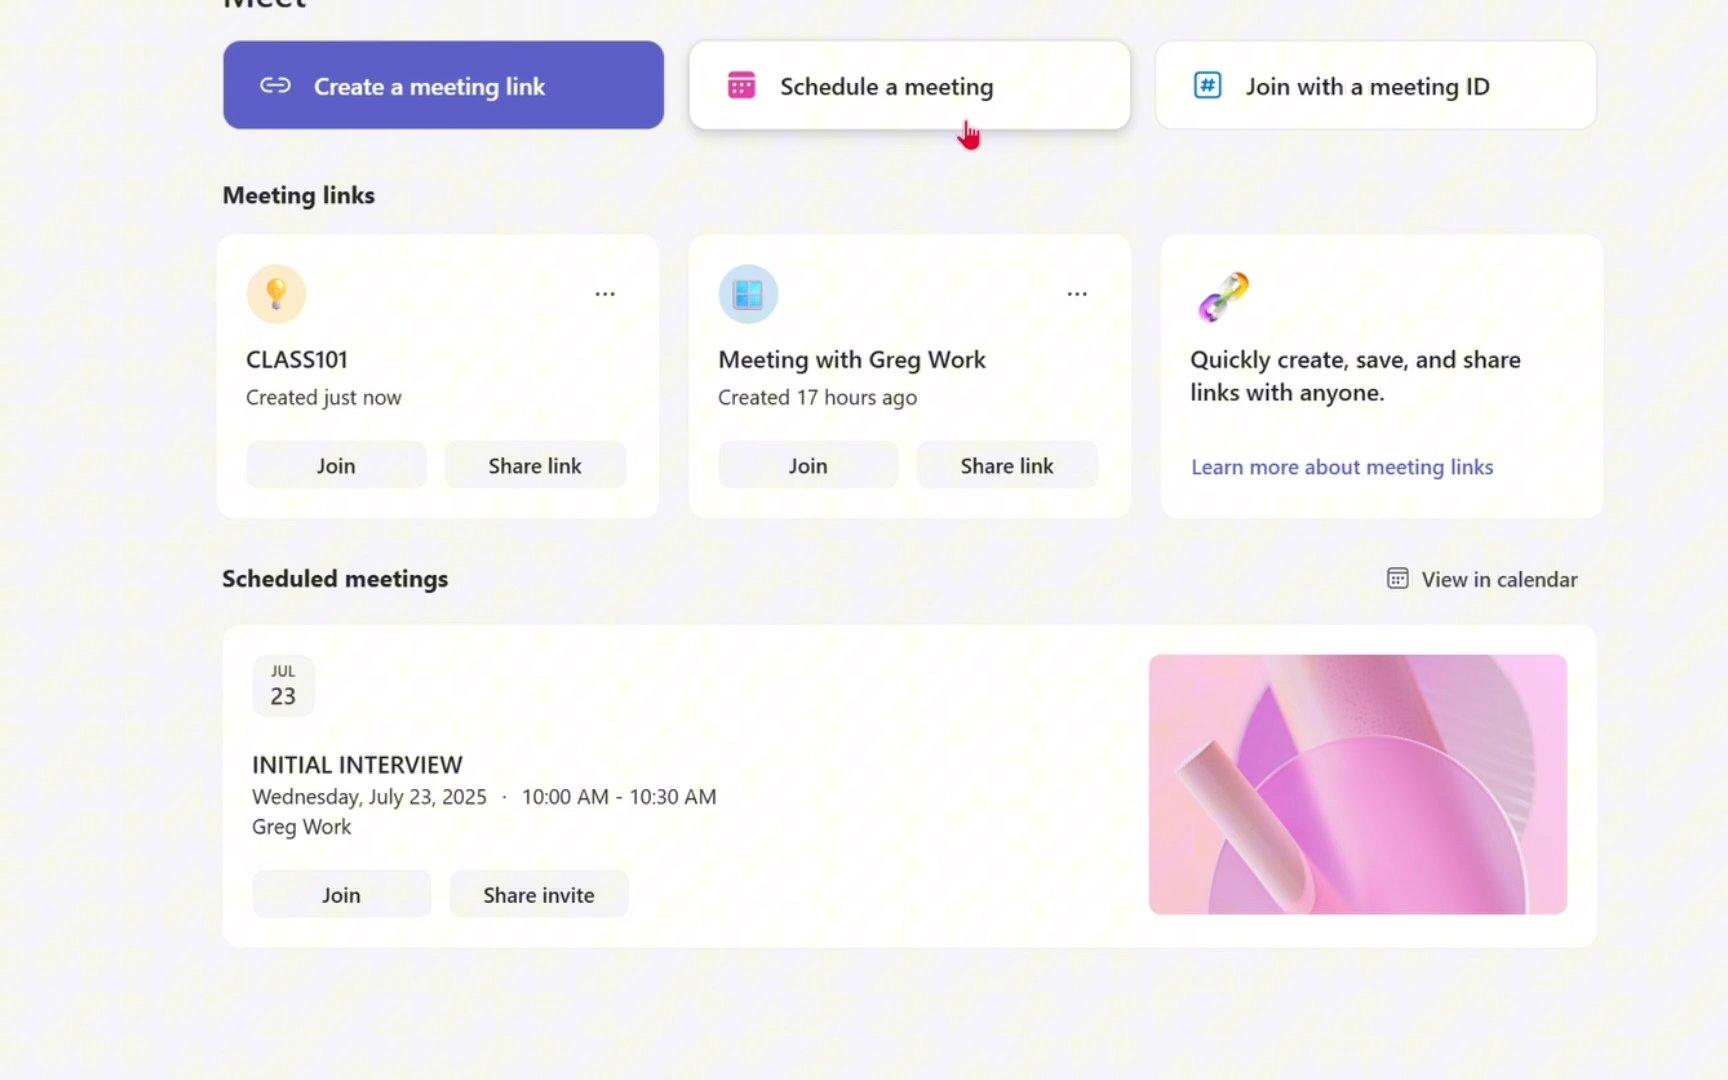 Meet
Create a meeting link
Schedule a meeting
# Join with a meeting ID
Meeting links
CLASS101
Created just now
Join
Share link
Meeting with Greg Work
Created 17 hours ago
Join
Share link
Quickly create, save, and share
links with anyone.
Learn more about meeting links
Scheduled meetings
View in calendar
JUL
23
INITIAL INTERVIEW
Wednesday, July 23, 2025 · 10:00 AM - 10:30 AM
Greg Work
Join
Share invite